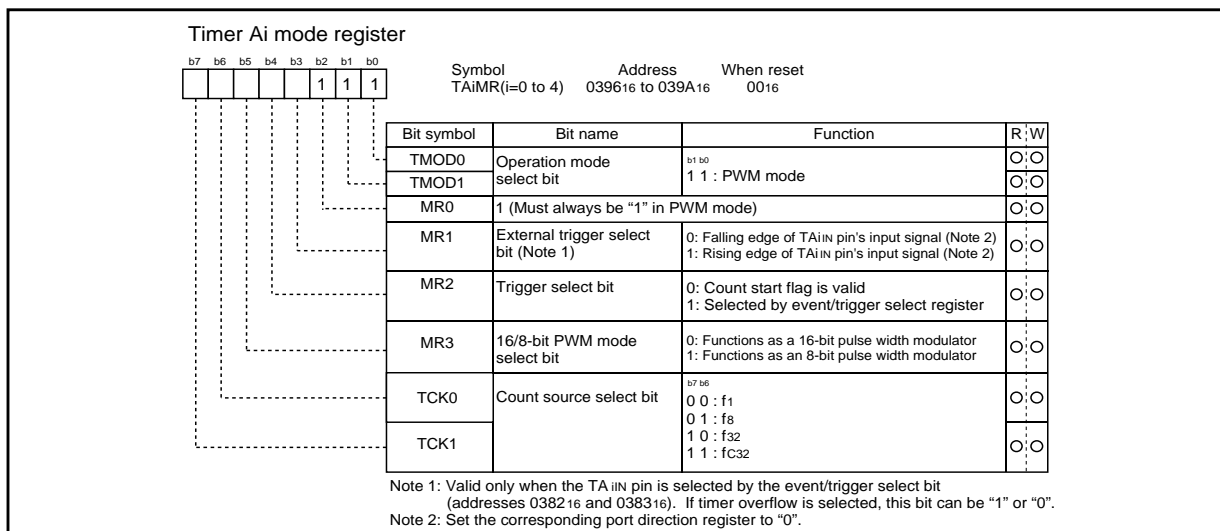 Timer Ai mode register
b7 b6 b5 b4 b3 b2 b1 b0
1 1 1
Symbol Address When reset
TAiMR(i=0 to 4) 039616 to 039A16 0016
Bit symbol Bit name Function R W
TMOD0 Operation mode select bit b1 b0
TMOD1 1 1 : PWM mode
MR0 1 (Must always be “1” in PWM mode)
MR1 External trigger select bit (Note 1) 0: Falling edge of TAiIN pin's input signal (Note 2)
1: Rising edge of TAiIN pin's input signal (Note 2)
MR2 Trigger select bit 0: Count start flag is valid
1: Selected by event/trigger select register
MR3 16/8-bit PWM mode select bit 0: Functions as a 16-bit pulse width modulator
1: Functions as an 8-bit pulse width modulator
TCK0 Count source select bit b7 b6
0 0 : f1
0 1 : f8
TCK1 1 0 : f32
1 1 : fC32
Note 1: Valid only when the TAiIN pin is selected by the event/trigger select bit
(addresses 038216 and 038316). If timer overflow is selected, this bit can be “1” or “0”.
Note 2: Set the corresponding port direction register to “0”.